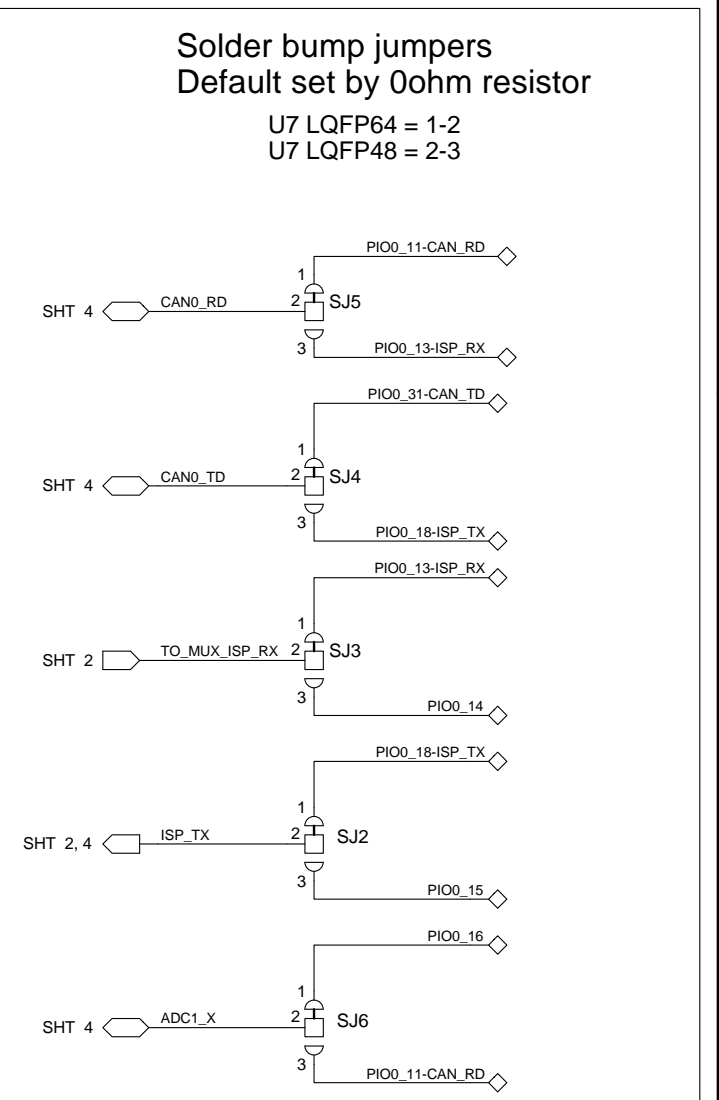 Solder bump jumpers
Default set by 0ohm resistor
U7 LQFP64 = 1-2
U7 LQFP48 = 2-3
PIO0_11-CAN_RD
1
SHT 4 CAN0_RD 2 SJ5
3 PIO0_13-ISP_RX
PIO0_31-CAN_TD
1
SHT 4 CAN0_TD 2 SJ4
3
PIO0_18-ISP_TX
PIO0_13-ISP_RX
1
SHT 2 TO_MUX_ISP_RX 2 SJ3
3
PIO0_14
PIO0_18-ISP_TX
1
SHT 2, 4 ISP_TX 2 SJ2
3
PIO0_15
PIO0_16
1
SHT 4 ADC1_X 2 SJ6
3
PIO0_11-CAN_RD